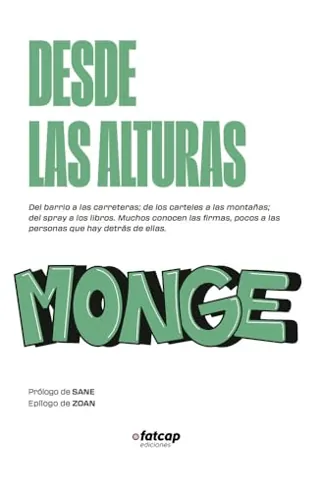 DESDE
LAS ALTURAS
Del barrio a las carreteras; de los carteles a las montañas;
del spray a los libros. Muchos conocen las firmas, pocos a las
personas que hay detrás de ellas.
MONGE
Prólogo de SANE
Epílogo de ZOAN
fatcap
ediciones